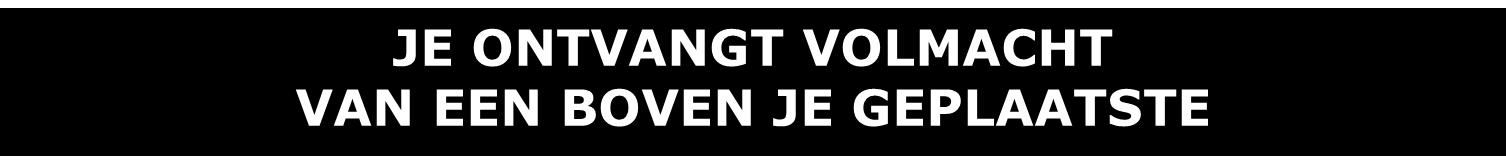 JE ONTVANGT VOLMACHT
VAN EEN BOVEN JE GEPLAATSTE